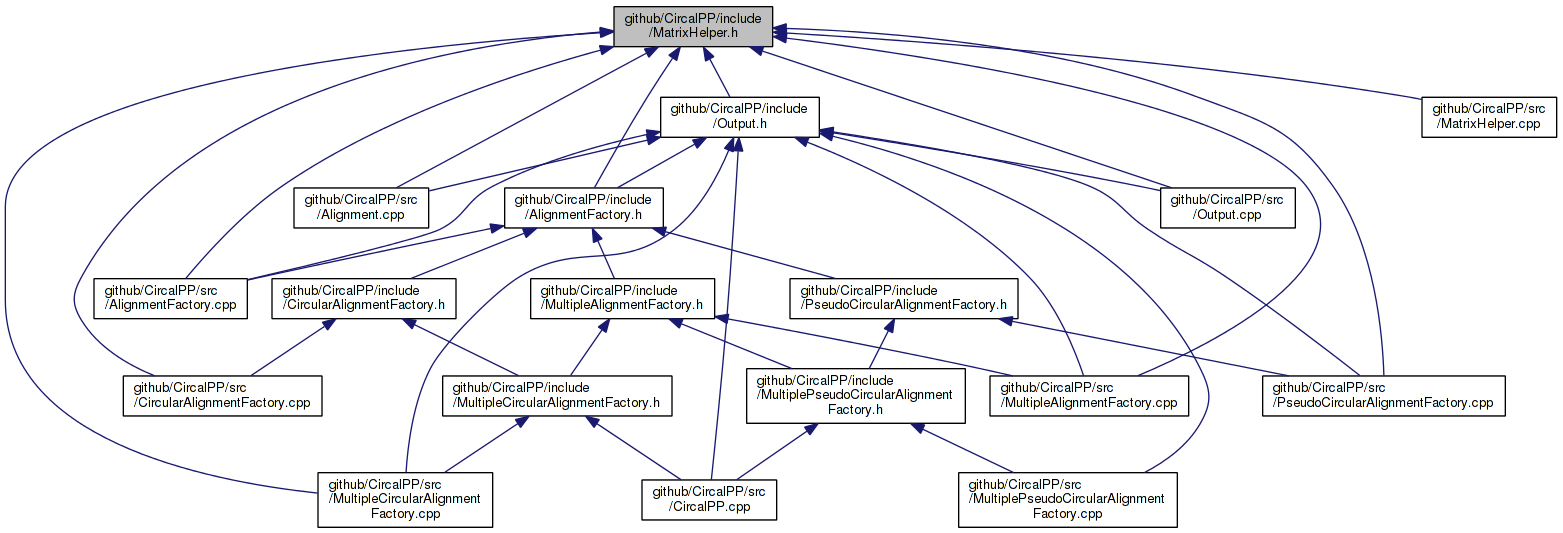 github/CircalPP/include
/MatrixHelper.h
github/CircalPP/include
/Output.h
github/CircalPP/src
/MatrixHelper.cpp
github/CircalPP/src
/Alignment.cpp
github/CircalPP/include
/AlignmentFactory.h
github/CircalPP/src
/Output.cpp
github/CircalPP/src
/AlignmentFactory.cpp
github/CircalPP/include
/CircularAlignmentFactory.h
github/CircalPP/include
/MultipleAlignmentFactory.h
github/CircalPP/include
/PseudoCircularAlignmentFactory.h
github/CircalPP/src
/CircularAlignmentFactory.cpp
github/CircalPP/include
/MultipleCircularAlignmentFactory.h
github/CircalPP/include
/MultiplePseudoCircularAlignment
Factory.h
github/CircalPP/src
/MultipleAlignmentFactory.cpp
github/CircalPP/src
/PseudoCircularAlignmentFactory.cpp
github/CircalPP/src
/MultipleCircularAlignment
Factory.cpp
github/CircalPP/src
/CircalPP.cpp
github/CircalPP/src
/MultiplePseudoCircularAlignment
Factory.cpp